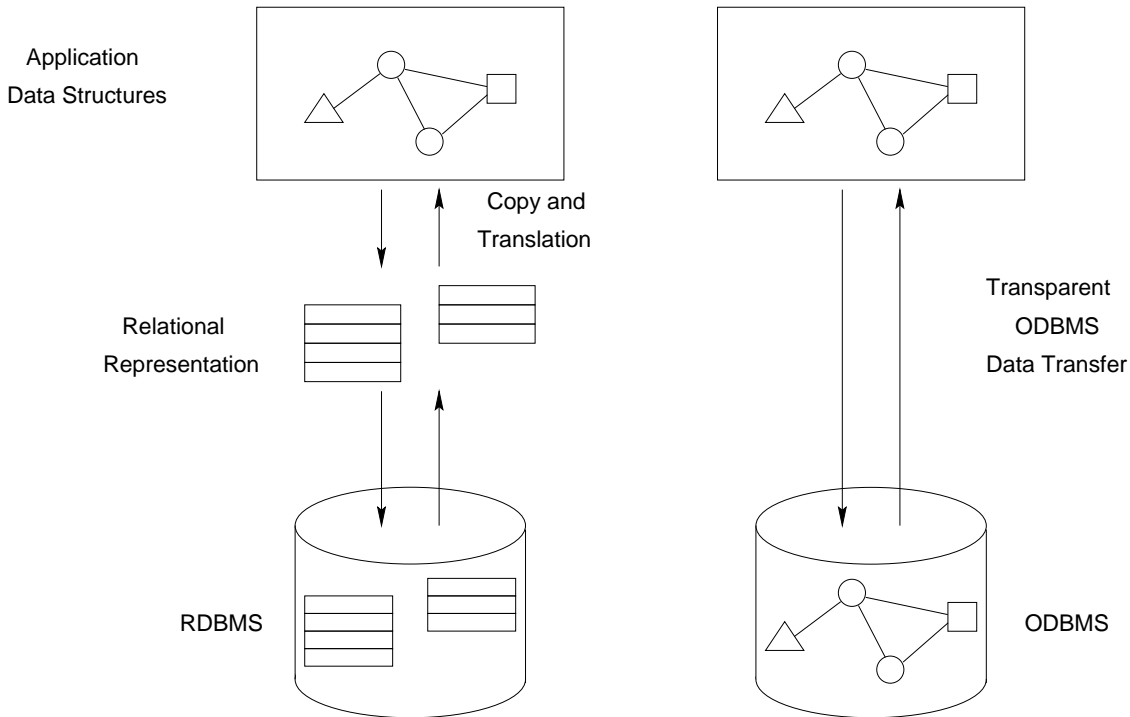 Application
Data Structures
Copy and
Translation
Relational
Representation
Transparent
ODBMS
Data Transfer
RDBMS
ODBMS